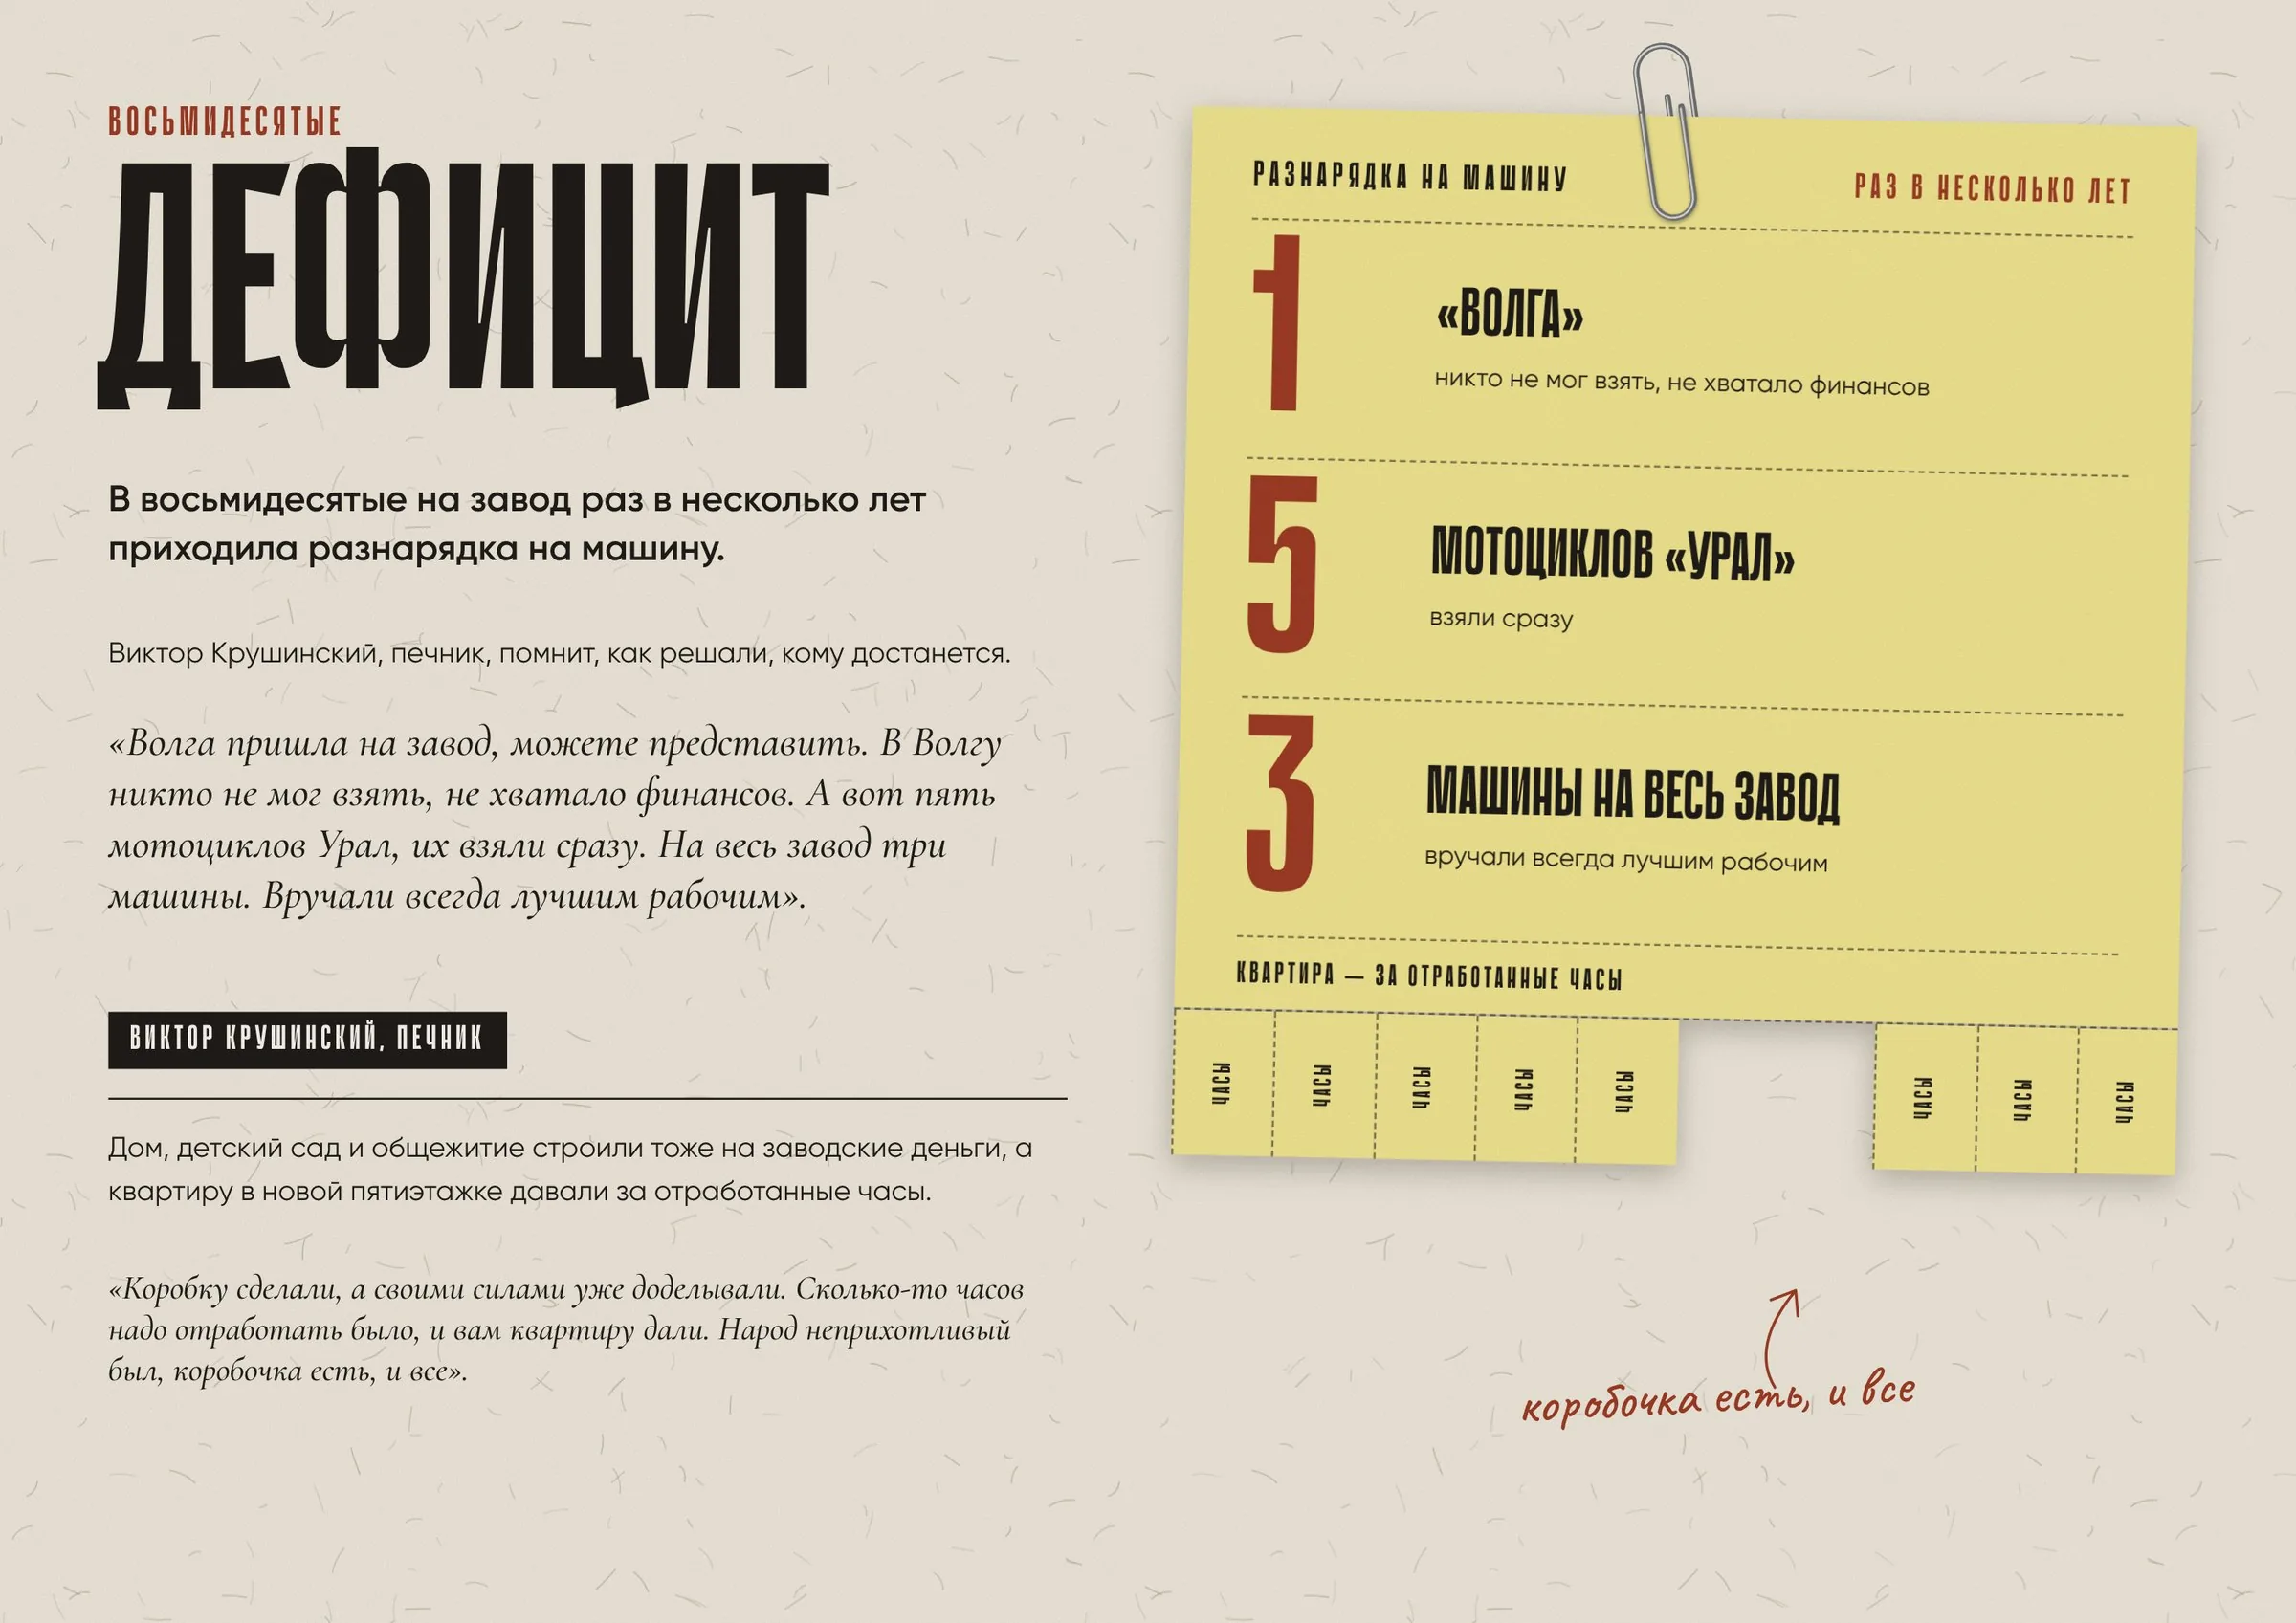 ВОСЬМИДЕСЯТЫЕ
ДЕФИЦИТ
В восьмидесятые на завод раз в несколько лет
приходила разнарядка на машину.
Виктор Крушинский, печник, помнит, как решали, кому достанется.
«Волга пришла на завод, можете представить. В Волгу
никто не мог взять, не хватало финансов. А вот пять
мотоциклов Урал, их взяли сразу. На весь завод три
машины. Вручали всегда лучшим рабочим».
ВИКТОР КРУШИНСКИЙ, ПЕЧНИК
Дом, детский сад и общежитие строили тоже на заводские деньги, а
квартиру в новой пятиэтажке давали за отработанные часы.
«Коробку сделали, а своими силами уже доделывали. Сколько-то часов
надо отработать было, и вам квартиру дали. Народ неприхотливый
был, коробочка есть, и все».
РАЗНАРЯДКА НА МАШИНУ
РАЗ В НЕСКОЛЬКО ЛЕТ
1
«ВОЛГА»
никто не мог взять, не хватало финансов
5
МОТОЦИКЛОВ «УРАЛ»
взяли сразу
3
МАШИНЫ НА ВЕСЬ ЗАВОД
вручали всегда лучшим рабочим
КВАРТИРА — ЗА ОТРАБОТАННЫЕ ЧАСЫ
ЧАСЫ
ЧАСЫ
ЧАСЫ
ЧАСЫ
ЧАСЫ
ЧАСЫ
ЧАСЫ
ЧАСЫ
коробочка есть, и все